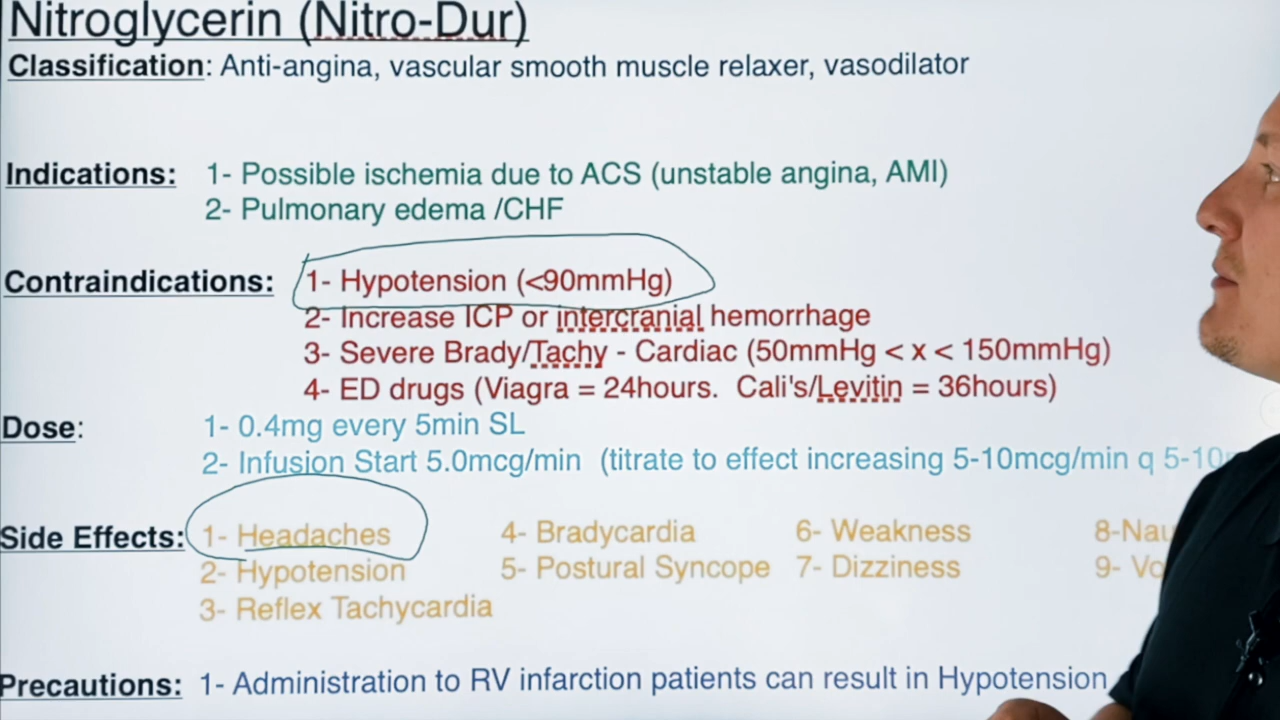 Nitroglycerin (Nitro-Dur)
Classification: Anti-angina, vascular smooth muscle relaxer, vasodilator
Indications: 1- Possible ischemia due to ACS (unstable angina, AMI)
2- Pulmonary edema /CHF
Contraindications: 1- Hypotension (<90mmHg)
2- Increase ICP or intercranial hemorrhage
3- Severe Brady/Tachy - Cardiac (50mmHg < x < 150mmHg)
4- ED drugs (Viagra = 24hours. Cali's/Levitin = 36hours)
Dose: 1- 0.4mg every 5min SL
2- Infusion Start 5.0mcg/min (titrate to effect increasing 5-10mcg/min q 5-10
Side Effects: 1- Headaches 4- Bradycardia 6- Weakness 8-
2- Hypotension 5- Postural Syncope 7- Dizziness 9-
3- Reflex Tachycardia
Precautions: 1- Administration to RV infarction patients can result in Hypotension